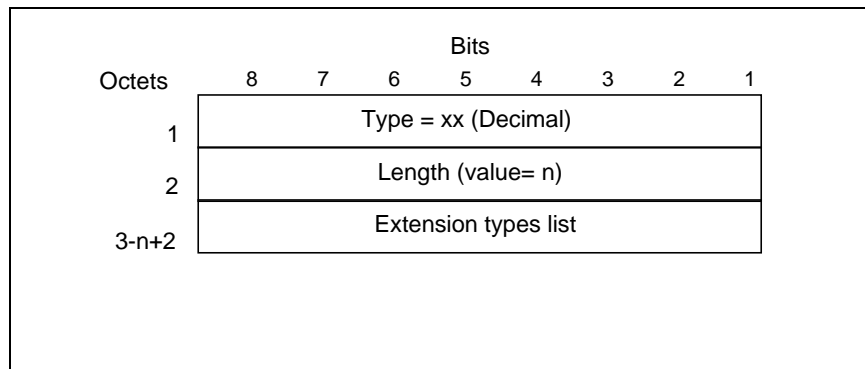 Bits
Octets 8 7 6 5 4 3 2 1
1 Type = xx (Decimal)
2 Length (value= n)
3-n+2 Extension types list